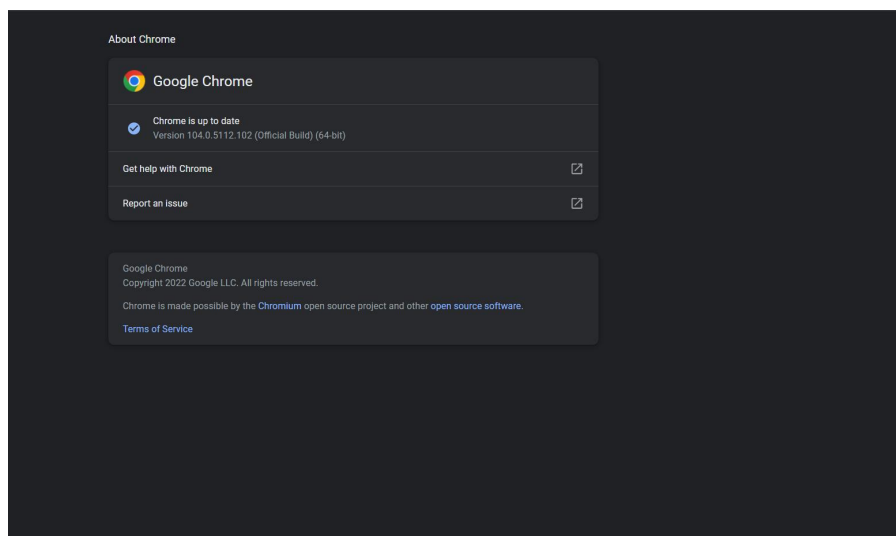 About Chrome
Google Chrome
Chrome is up to date
Version 104.0.5112.102 (Official Build) (64-bit)
Get help with Chrome
Report an issue
Google Chrome
Copyright 2022 Google LLC. All rights reserved.
Chrome is made possible by the Chromium open source project and other open source software.
Terms of Service